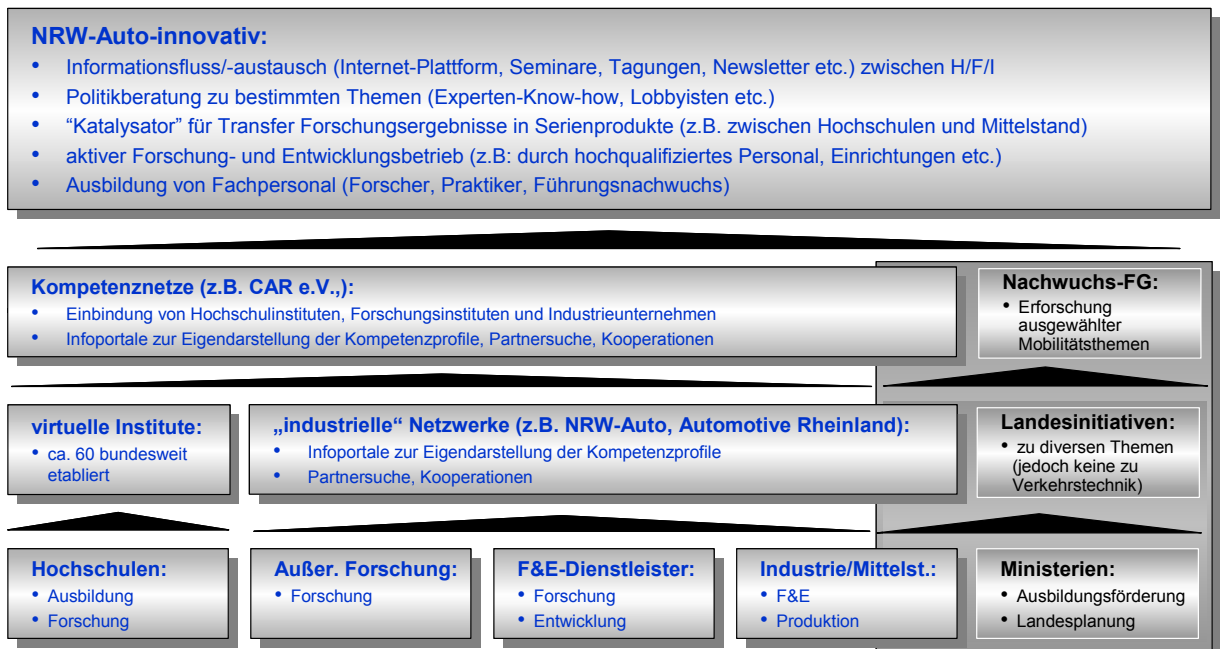 NRW-Auto-innovativ:
• Informationsfluss/-austausch (Internet-Plattform, Seminare, Tagungen, Newsletter etc.) zwischen H/F/I
• Politikberatung zu bestimmten Themen (Experten-Know-how, Lobbyisten etc.)
• “Katalysator” für Transfer Forschungsergebnisse in Serienprodukte (z.B. zwischen Hochschulen und Mittelstand)
• aktiver Forschung- und Entwicklungsbetrieb (z.B: durch hochqualifiziertes Personal, Einrichtungen etc.)
• Ausbildung von Fachpersonal (Forscher, Praktiker, Führungsnachwuchs)
Kompetenznetze (z.B. CAR e.V.,):
• Einbindung von Hochschulinstituten, Forschungsinstituten und Industrieunternehmen
• Infoportale zur Eigendarstellung der Kompetenzprofile, Partnersuche, Kooperationen
Nachwuchs-FG:
• Erforschung
ausgewählter
Mobilitätsthemen
virtuelle Institute:
• ca. 60 bundesweit
etabliert
„industrielle“ Netzwerke (z.B. NRW-Auto, Automotive Rheinland):
• Infoportale zur Eigendarstellung der Kompetenzprofile
• Partnersuche, Kooperationen
Landesinitiativen:
• zu diversen Themen
(jedoch keine zu
Verkehrstechnik)
Hochschulen:
• Ausbildung
• Forschung
Außer. Forschung:
• Forschung
F&E-Dienstleister:
• Forschung
• Entwicklung
Industrie/Mittelst.:
• F&E
• Produktion
Ministerien:
• Ausbildungsförderung
• Landesplanung